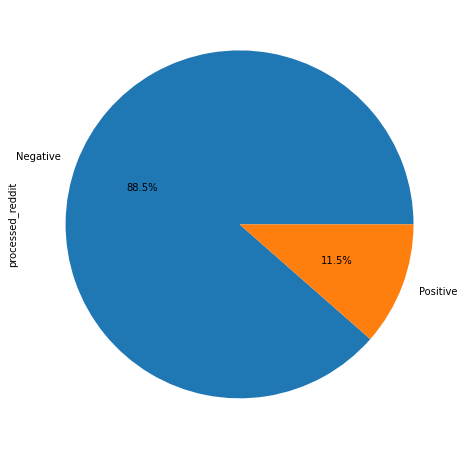 Negative
88.5%
processed_reddit
11.5%
Positive